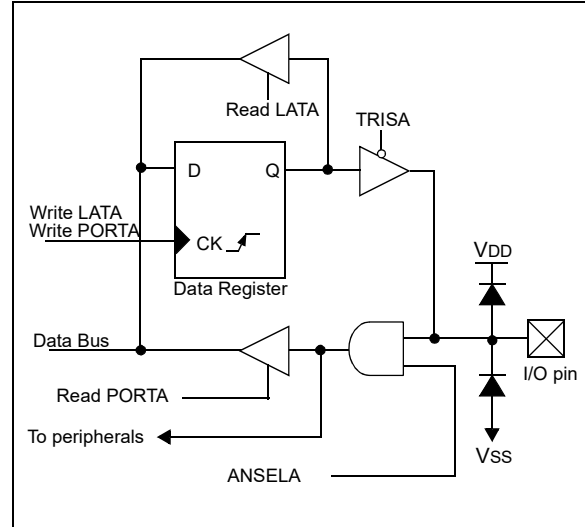 Read LATA
TRISA
D
Q
Write LATA
Write PORTA
CK
Data Register
VDD
Data Bus
I/O pin
Read PORTA
To peripherals
VSS
ANSELA